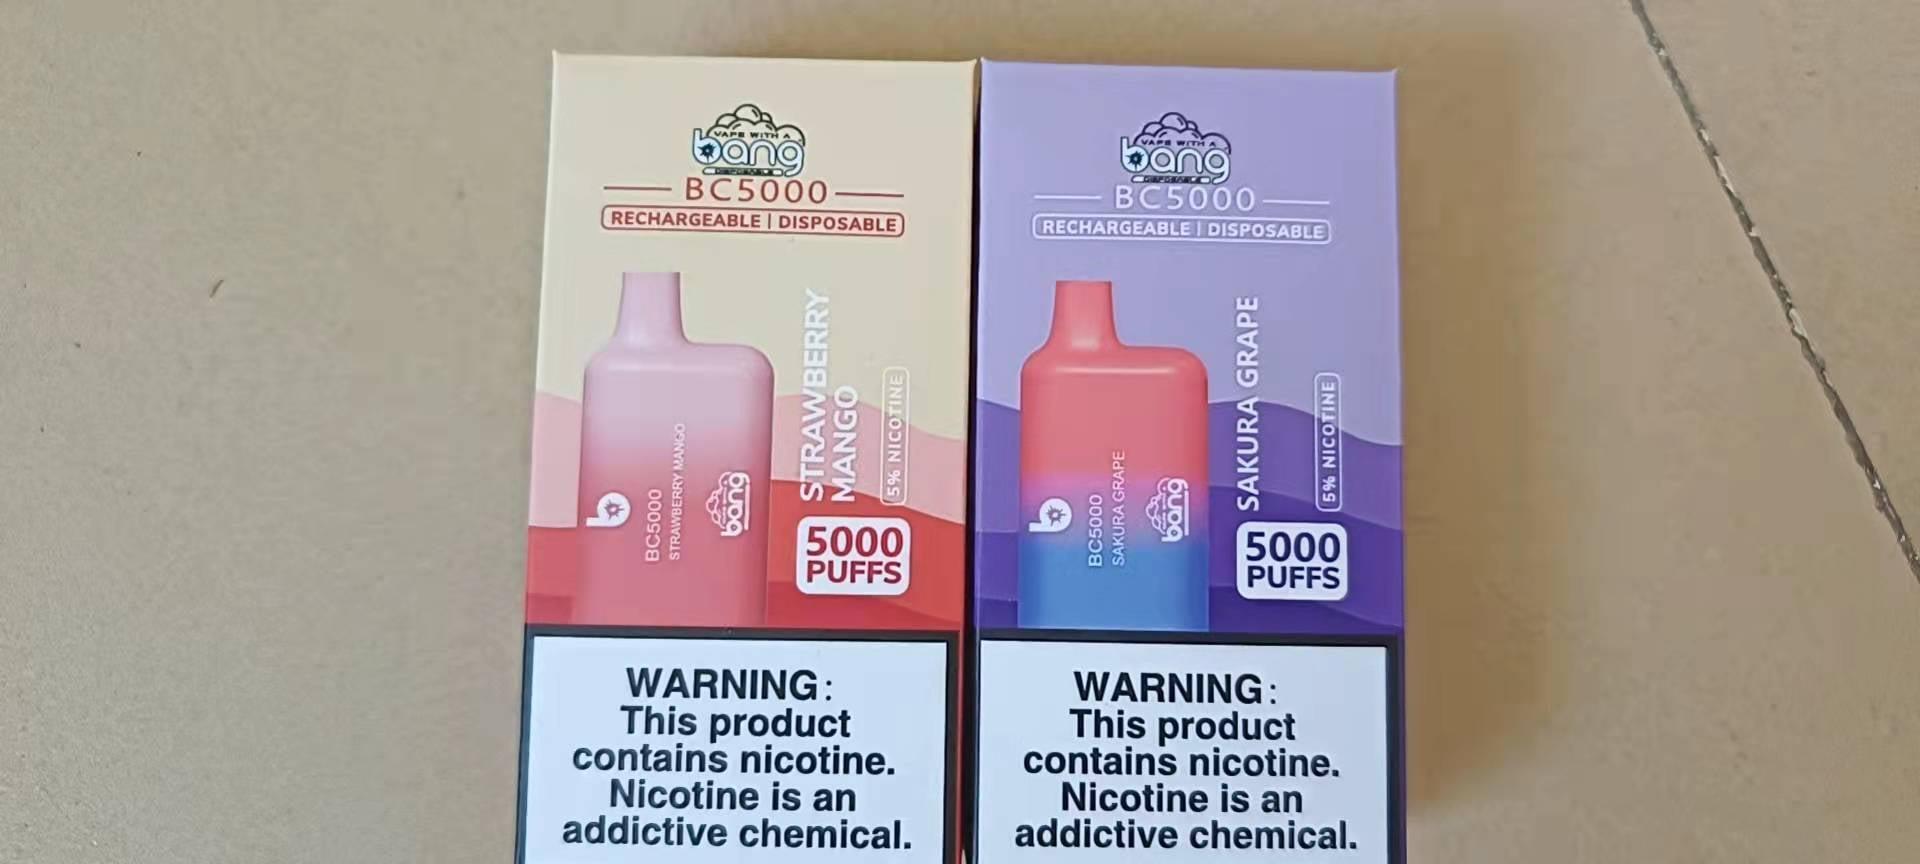 VAPE WITH A
bang
DISPOSABLE
BC5000
RECHARGEABLE | DISPOSABLE
STRAWBERRY
MANGO
5% NICOTINE
b
BC5000
STRAWBERRY MANGO
bang
5000
PUFFS
WARNING:
This product
contains nicotine.
Nicotine is an
addictive chemical.
VAPE WITH A
bang
DISPOSABLE
BC5000
RECHARGEABLE | DISPOSABLE
SAKURA GRAPE
5% NICOTINE
b
BC5000
SAKURA GRAPE
bang
5000
PUFFS
WARNING:
This product
contains nicotine.
Nicotine is an
addictive chemical.